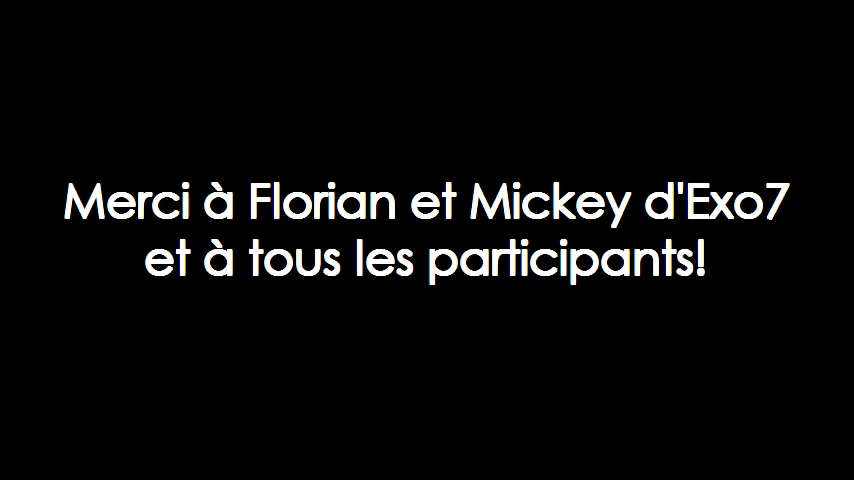 Merci à Florian et Mickey d'Exo7
et à tous les participants!